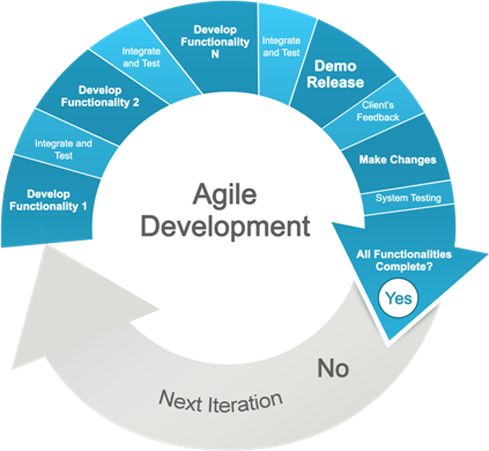 Develop
Functionality 1
Integrate and
Test
Develop
Functionality 2
Integrate
and Test
Develop
Functionality
N
Integrate
and Test
Demo
Release
Client's
Feedback
Make Changes
System Testing
All Functionalities
Complete?
Yes
No
Next Iteration
Agile
Development